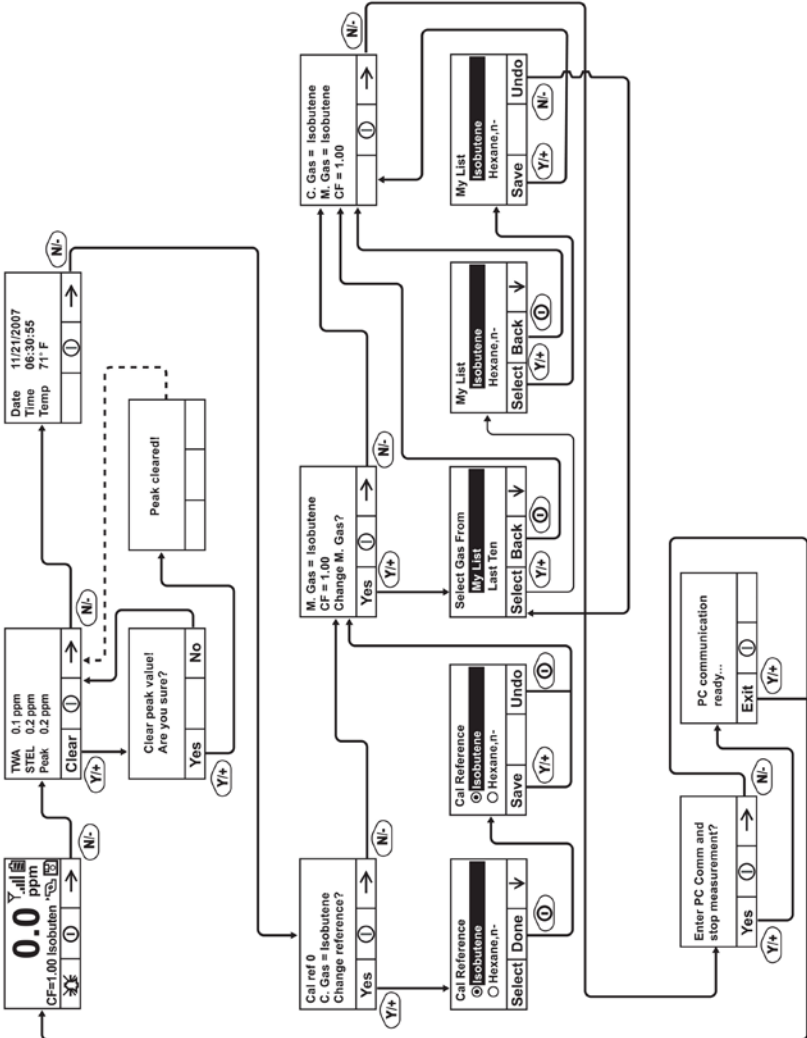 0.0
ppm
CF=1.00 Isobuten
N/-
TWA 0.1 ppm
STEL 0.2 ppm
Peak 0.2 ppm
Clear
Y/+
N/-
Date 11/21/2007
Time 06:30:55
Temp 71° F
N/-
Clear peak value!
Are you sure?
Yes No
Y/+
Peak cleared!
Cal ref 0
C. Gas = Isobutene
Change reference?
Yes
Y/+
N/-
M. Gas = Isobutene
CF = 1.00
Change M. Gas?
Yes
Y/+
N/-
C. Gas = Isobutene
M. Gas = Isobutene
CF = 1.00
N/-
Cal Reference
Isobutene
Hexane,n-
Select Done
Cal Reference
Isobutene
Hexane,n-
Save Undo
Y/+
Select Gas From
My List
Last Ten
Select Back
Y/+
My List
Isobutene
Hexane,n-
Select Back
Y/+
My List
Isobutene
Hexane,n-
Save Undo
Y/+
N/-
Enter PC Comm and
stop measurement?
Yes
Y/+
N/-
PC communication
ready...
Exit
Y/+